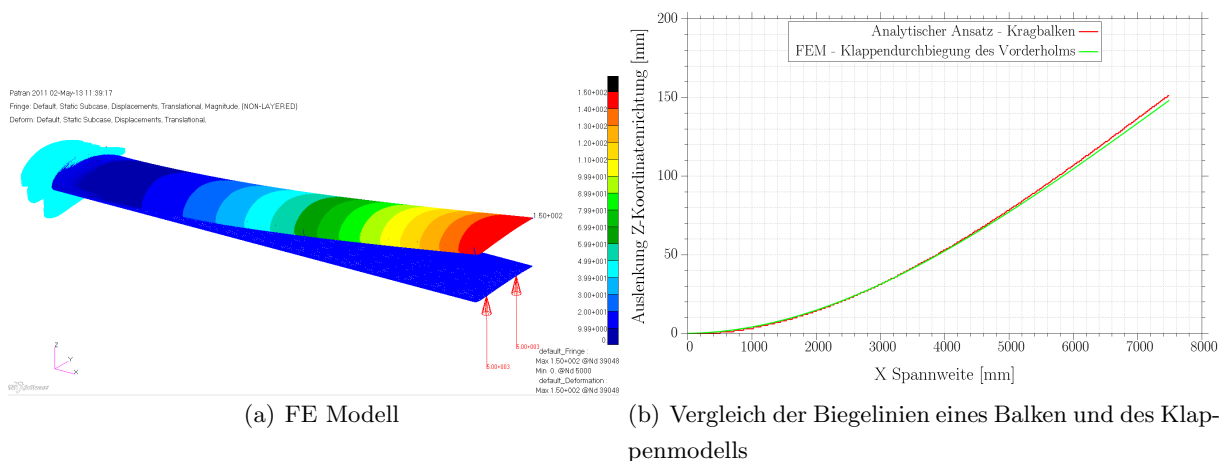 Patran 2011 02-May-13 11:39:17
Fringe: Default, Static Subcase, Displacements, Translational, Magnitude, (NON-LAYERED)
Deform: Default, Static Subcase, Displacements, Translational,
1.50+002
1.40+002
1.30+002
1.20+002
1.10+002
9.99+001
8.99+001
7.99+001
6.99+001
5.99+001
4.99+001
3.99+001
3.00+001
2.00+001
9.99+000
0
1.50+002
5.00+003
5.00+003
default_Fringe :
Max 1.50+002 @Nd 39048
Min 0. @Nd 5000
default_Deformation :
Max 1.50+002 @Nd 39048
Z
Y
X
(a) FE Modell
Auslenkung Z-Koordinatenrichtung [mm]
200
150
100
50
0
Analytischer Ansatz - Kragbalken
FEM - Klappendurchbiegung des Vorderholms
0 1000 2000 3000 4000 5000 6000 7000 8000
X Spannweite [mm]
(b) Vergleich der Biegelinien eines Balken und des Klap-
penmodells